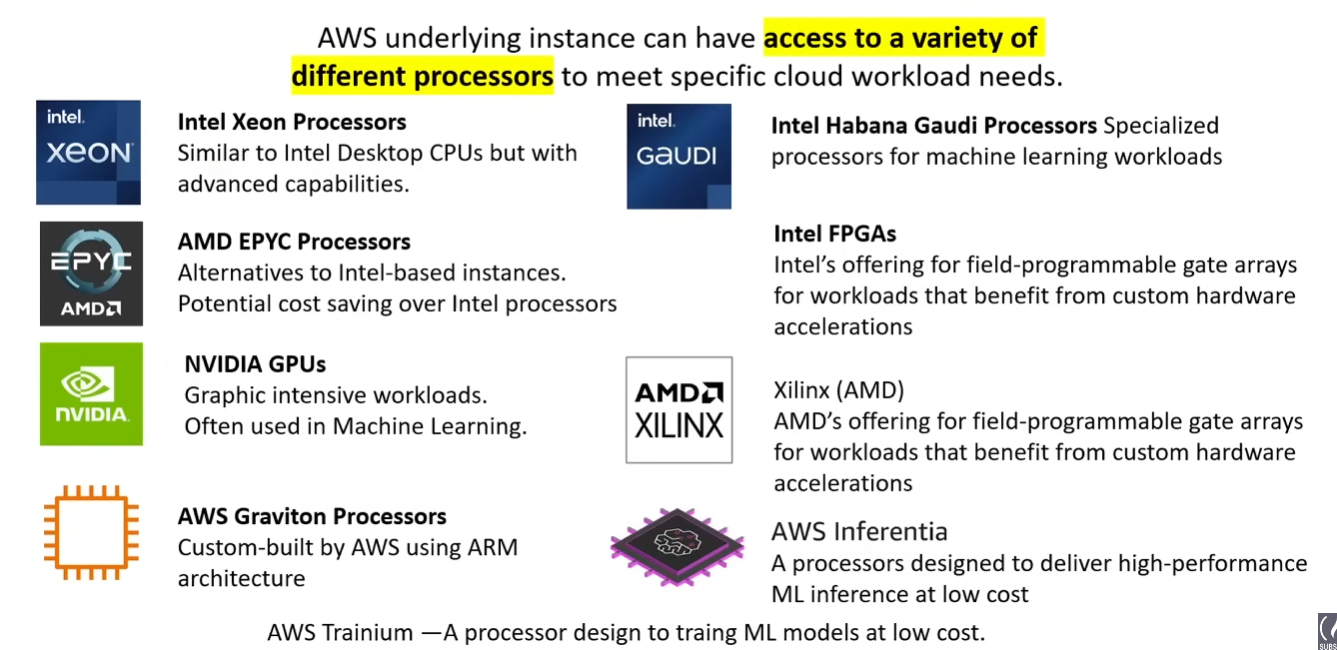 AWS underlying instance can have access to a variety of
different processors to meet specific cloud workload needs.
intel.
xeon
Intel Xeon Processors
Similar to Intel Desktop CPUs but with
advanced capabilities.
EPYC
AMD
AMD EPYC Processors
Alternatives to Intel-based instances.
Potential cost saving over Intel processors
NVIDIA.
NVIDIA GPUs
Graphic intensive workloads.
Often used in Machine Learning.
AWS Graviton Processors
Custom-built by AWS using ARM
architecture
intel.
GAUDI
Intel Habana Gaudi Processors Specialized
processors for machine learning workloads
Intel FPGAs
Intel’s offering for field-programmable gate arrays
for workloads that benefit from custom hardware
accelerations
AMD
XILINX
Xilinx (AMD)
AMD’s offering for field-programmable gate arrays
for workloads that benefit from custom hardware
accelerations
AWS Inferentia
A processors designed to deliver high-performance
ML inference at low cost
AWS Trainium —A processor design to traing ML models at low cost.
SUBS